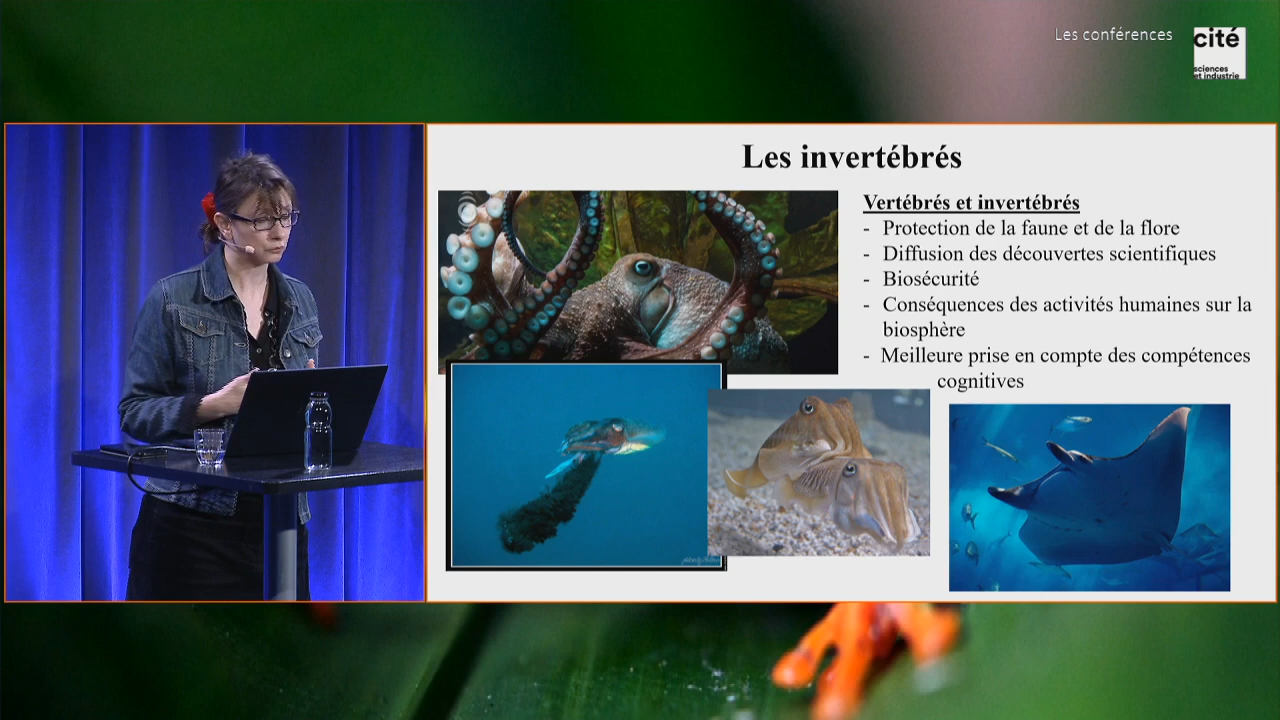 Les conférences
cité
sciences
et industrie
Les invertébrés
Vertébrés et invertébrés
- Protection de la faune et de la flore
- Diffusion des découvertes scientifiques
- Biosécurité
- Conséquences des activités humaines sur la
biosphère
- Meilleure prise en compte des compétences
cognitives